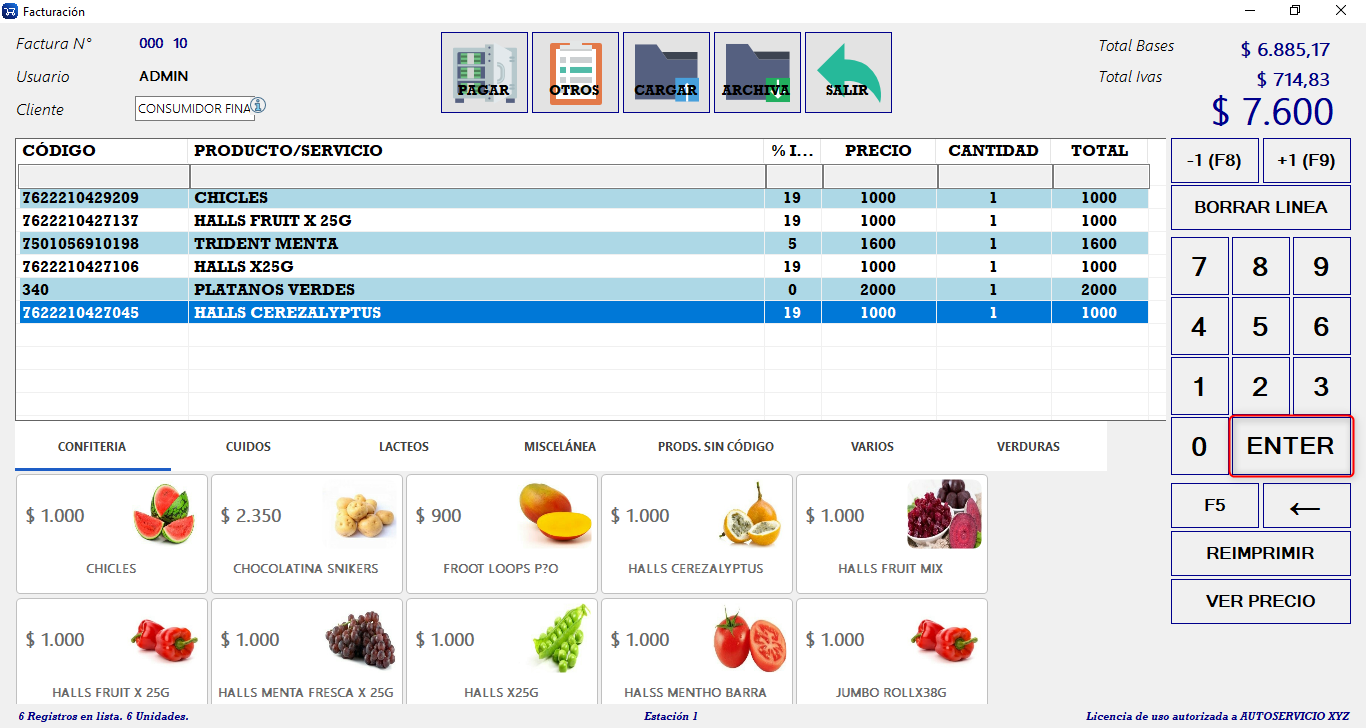 Facturación
Factura N° 000 10
Usuario ADMIN
Cliente CONSUMIDOR FINA
PAGAR OTROS CARGAR ARCHIVA SALIR
Total Bases $ 6.885,17
Total Ivas $ 714,83
$ 7.600
CÓDIGO PRODUCTO/SERVICIO % I... PRECIO CANTIDAD TOTAL
7622210429209 CHICLES 19 1000 1 1000
7622210427137 HALLS FRUIT X 25G 19 1000 1 1000
7501056910198 TRIDENT MENTA 5 1600 1 1600
7622210427106 HALLS X25G 19 1000 1 1000
340 PLATANOS VERDES 0 2000 1 2000
7622210427045 HALLS CEREZALYPTUS 19 1000 1 1000
-1 (F8) +1 (F9)
BORRAR LINEA
7 8 9
4 5 6
1 2 3
0 ENTER
F5 ←
REIMPRIMIR
VER PRECIO
CONFITERIA CUIDOS LACTEOS MISCELÁNEA PRODS. SIN CÓDIGO VARIOS VERDURAS
$ 1.000 $ 2.350 $ 900 $ 1.000 $ 1.000
CHICLES CHOCOLATINA SNIKERS FROOT LOOPS P?O HALLS CEREZALYPTUS HALLS FRUIT MIX
$ 1.000 $ 1.000 $ 1.000 $ 1.000 $ 1.000
HALLS FRUIT X 25G HALLS MENTA FRESCA X 25G HALLS X25G HALSS MENTHO BARRA JUMBO ROLLX38G
6 Registros en lista. 6 Unidades. Estación 1 Licencia de uso autorizada a AUTOSERVICIO XYZ